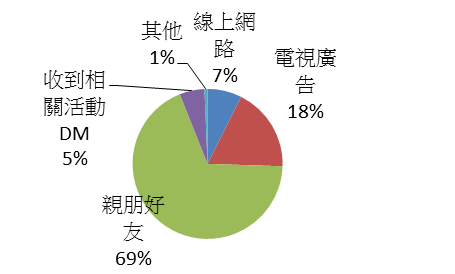 其他
1%
線上網
路
7%
電視廣
告
18%
收到相
關活動
DM
5%
親朋好
友
69%